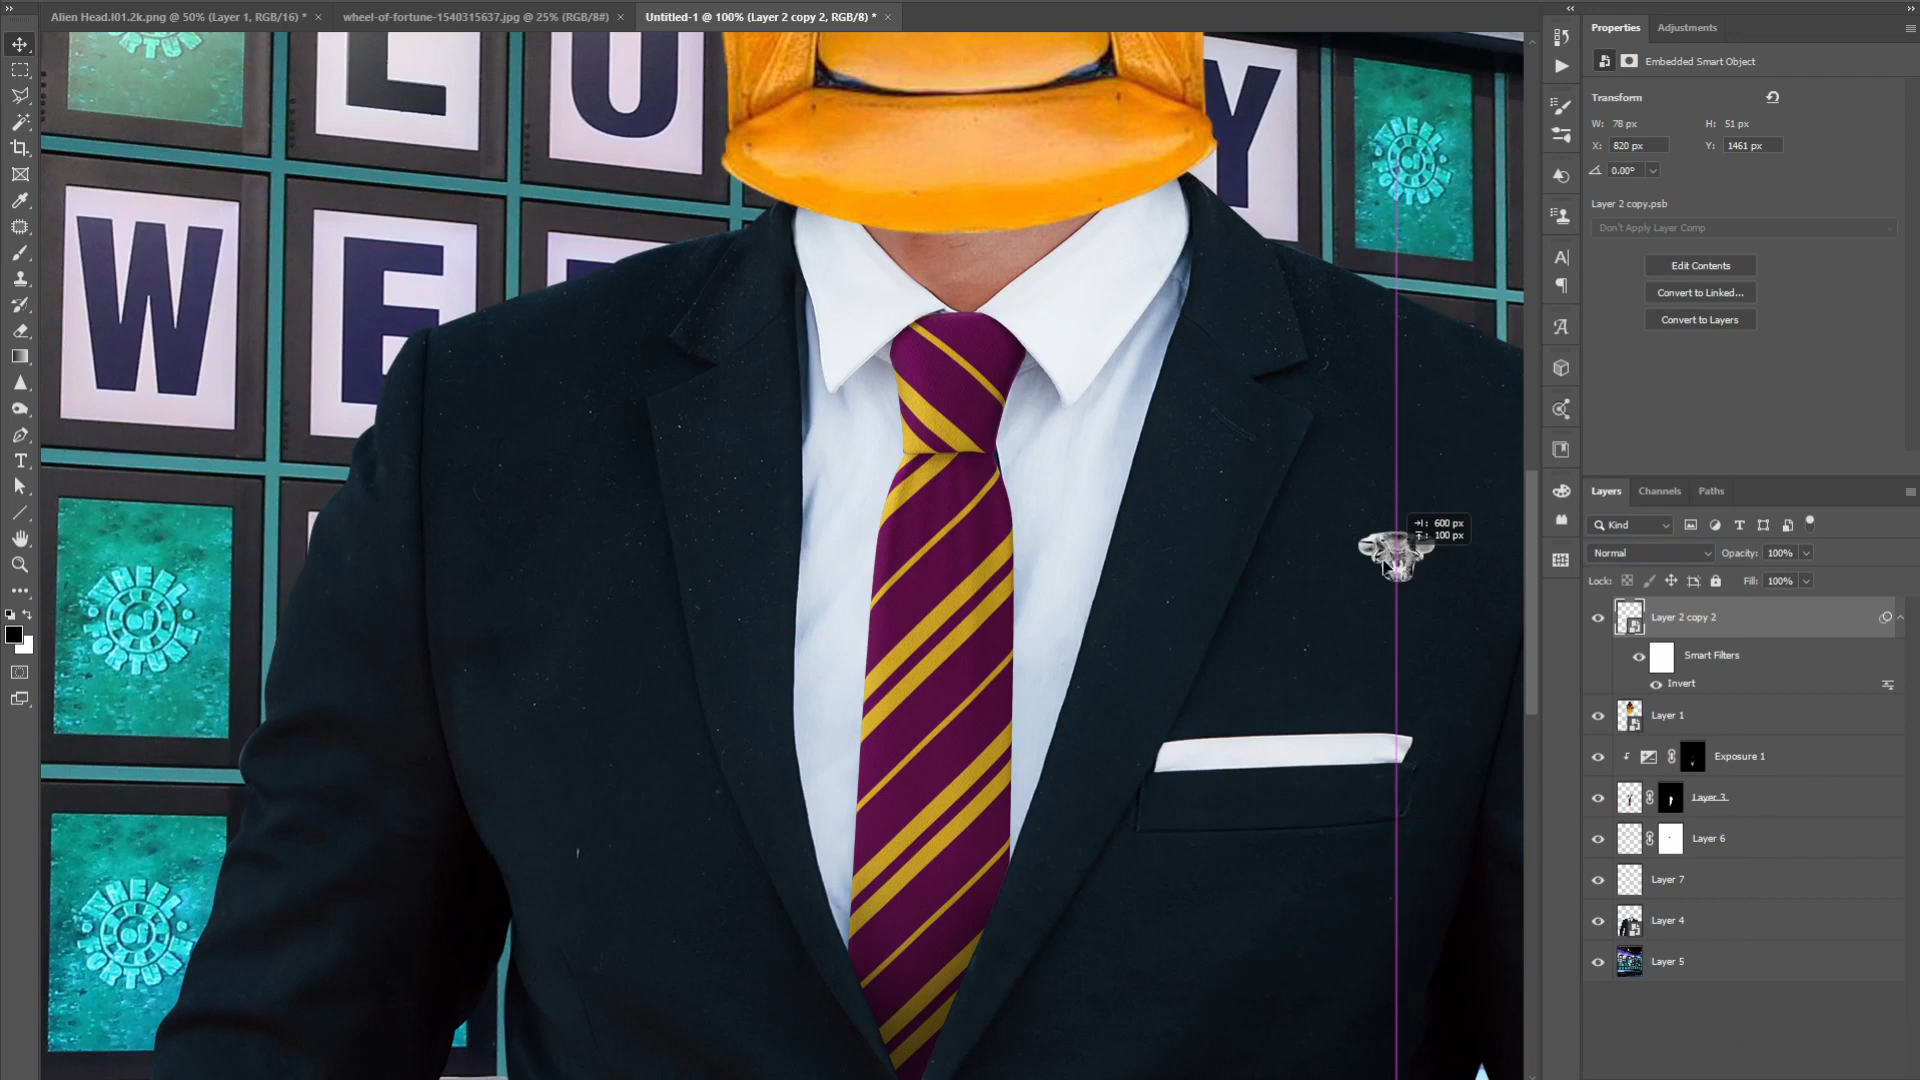 Alien Head.l01.2k.png @ 50% (Layer 1, RGB/16) *
wheel-of-fortune-1540315637.jpg @ 25% (RGB/8#)
Untitled-1 @ 100% (Layer 2 copy 2, RGB/8) *
Properties
Adjustments
Embedded Smart Object
Transform
W: 78 px
H: 51 px
X: 820 px
Y: 1461 px
0.00°
Layer 2 copy.psb
Don't Apply Layer Comp
Edit Contents
Convert to Linked...
Convert to Layers
Layers
Channels
Paths
Kind
Normal
Opacity: 100%
Lock:
Fill: 100%
Layer 2 copy 2
Smart Filters
Invert
Layer 1
Exposure 1
Layer 3
Layer 6
Layer 7
Layer 4
Layer 5
600 px
100 px
L U Y
W E
WHEEL OF FORTUNE
WHEEL OF FORTUNE
WHEEL OF FORTUNE